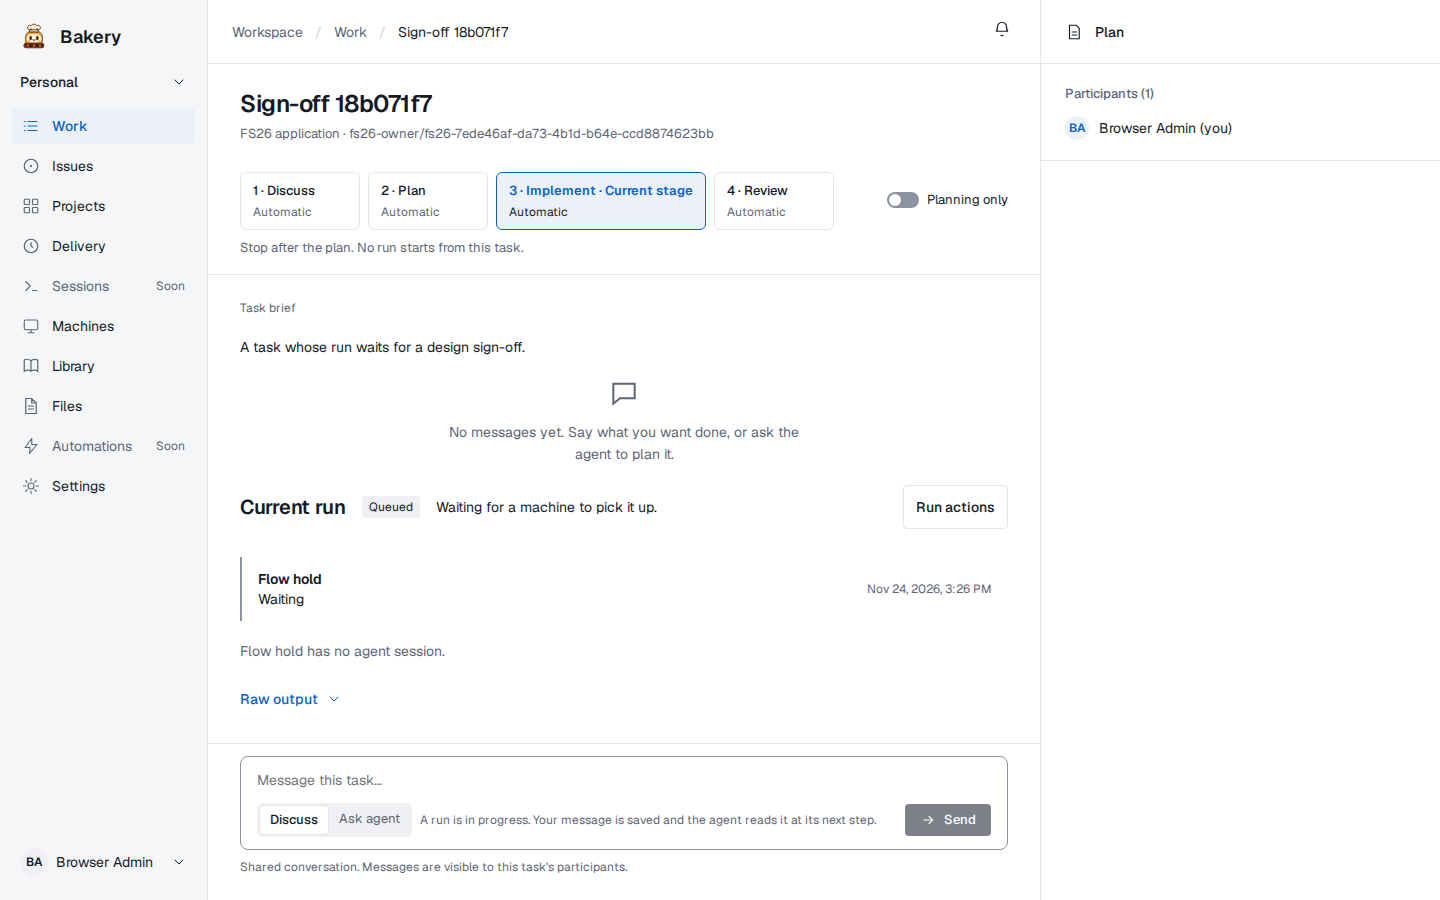 Bakery
Personal
Work
Issues
Projects
Delivery
Sessions Soon
Machines
Library
Files
Automations Soon
Settings
BA Browser Admin
Workspace / Work / Sign-off 18b071f7
Sign-off 18b071f7
FS26 application · fs26-owner/fs26-7ede46af-da73-4b1d-b64e-ccd8874623bb
1 · Discuss
Automatic
2 · Plan
Automatic
3 · Implement · Current stage
Automatic
4 · Review
Automatic
Planning only
Stop after the plan. No run starts from this task.
Task brief
A task whose run waits for a design sign-off.
No messages yet. Say what you want done, or ask the
agent to plan it.
Current run Queued Waiting for a machine to pick it up. Run actions
Flow hold
Waiting
Nov 24, 2026, 3:26 PM
Flow hold has no agent session.
Raw output
Message this task...
Discuss Ask agent A run is in progress. Your message is saved and the agent reads it at its next step. Send
Shared conversation. Messages are visible to this task's participants.
Plan
Participants (1)
BA Browser Admin (you)